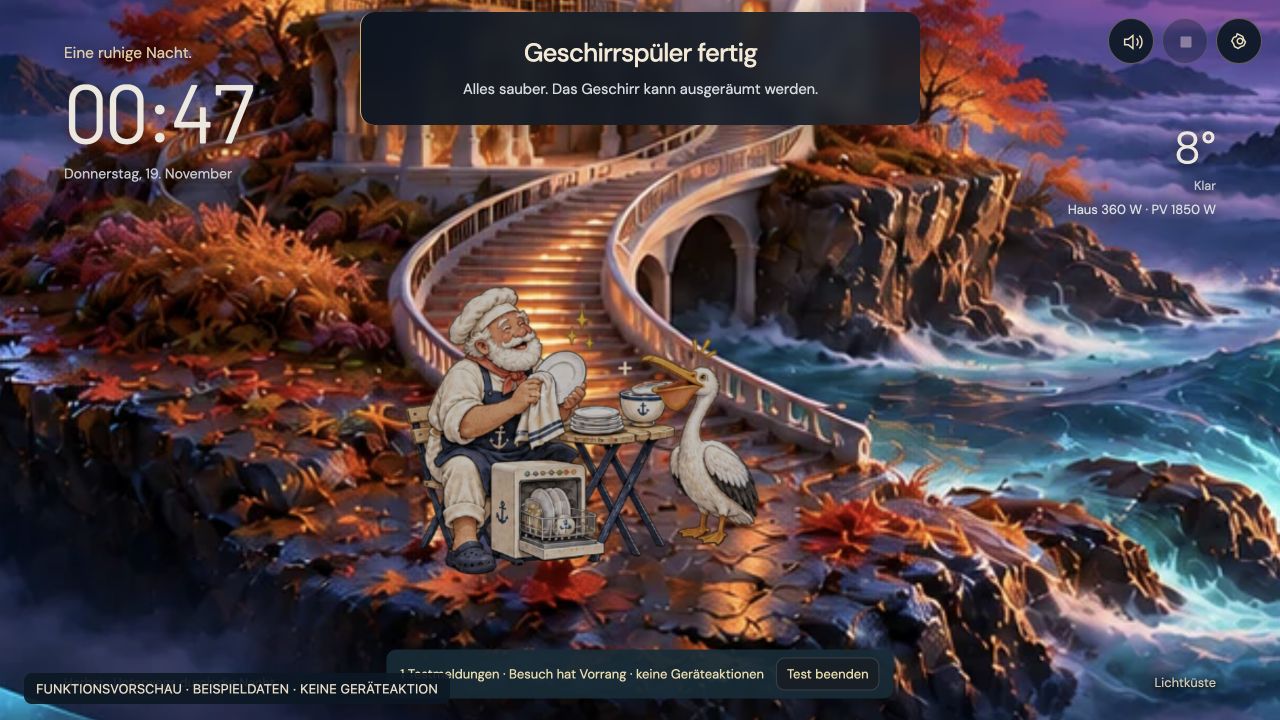 Eine ruhige Nacht.
00:47
Donnerstag, 19. November
Geschirrspüler fertig
Alles sauber. Das Geschirr kann ausgeräumt werden.
8°
Klar
Haus 360 W · PV 1850 W
1 Testmeldungen · Besuch hat Vorrang · keine Geräteaktionen
Test beenden
FUNKTIONSVORSCHAU · BEISPIELDATEN · KEINE GERÄTEAKTION
Lichtküste